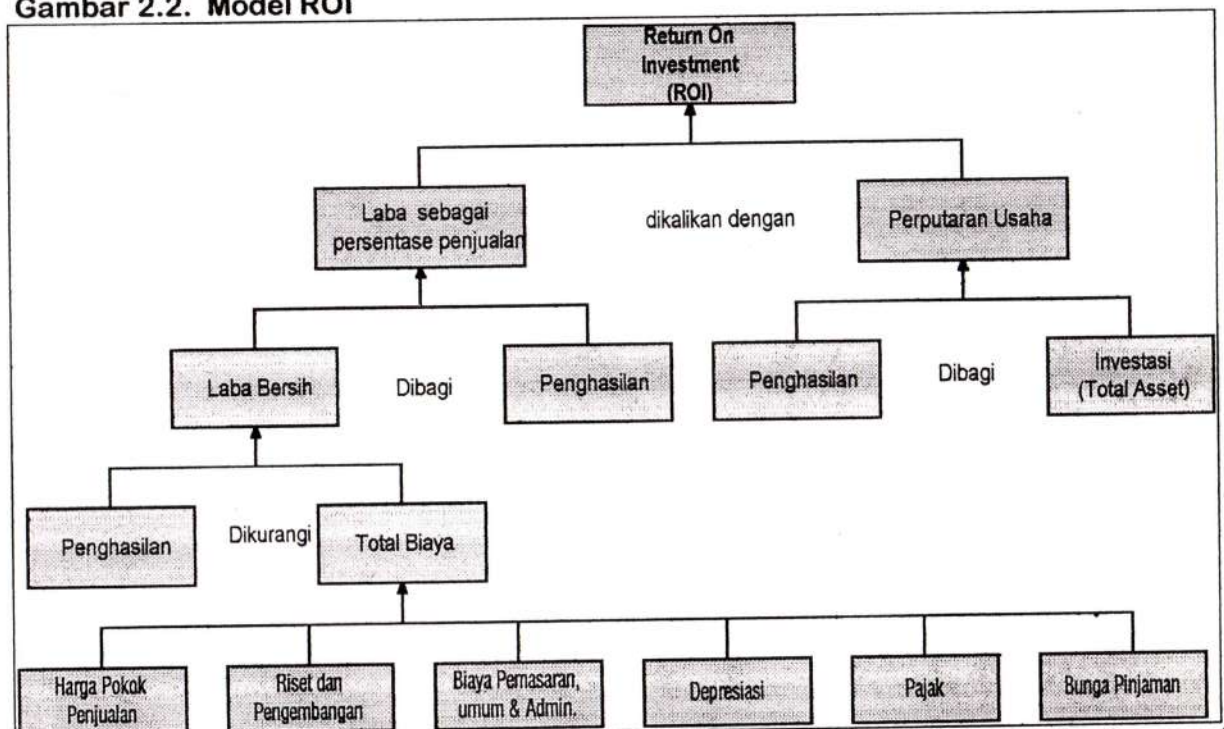 Gambar 2.2. Model ROI
Return On
Investment
(ROI)
Laba sebagai
persentase penjualan
dikalikan dengan
Perputaran Usaha
Laba Bersih
Dibagi
Penghasilan
Penghasilan
Dibagi
Investasi
(Total Asset)
Penghasilan
Dikurangi
Total Biaya
Harga Pokok
Penjualan
Riset dan
Pengembangan
Biaya Pemasaran,
umum & Admin.
Depresiasi
Pajak
Bunga Pinjaman